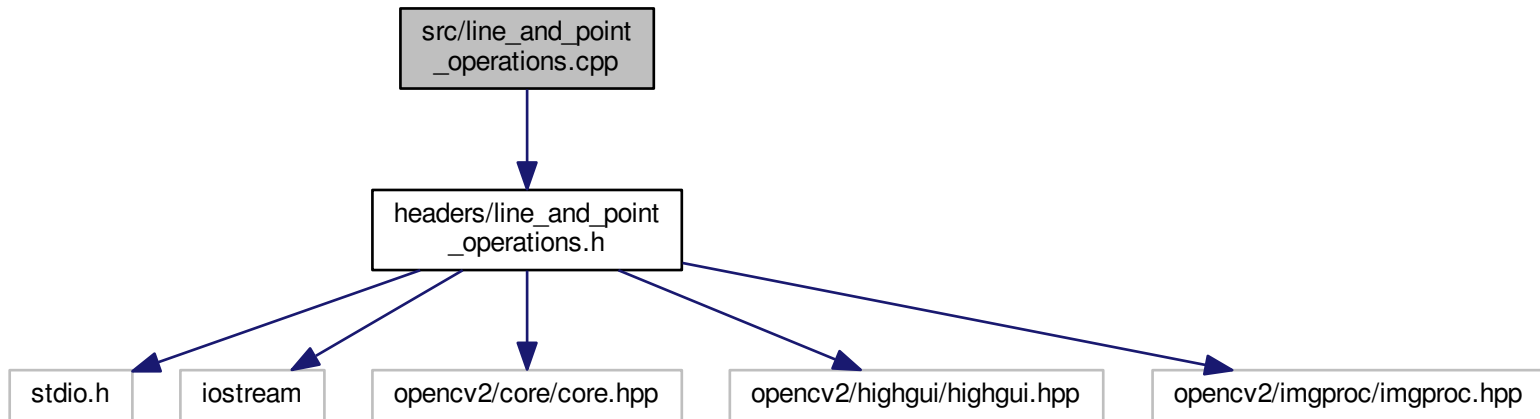 src/line_and_point
_operations.cpp
headers/line_and_point
_operations.h
stdio.h
iostream
opencv2/core/core.hpp
opencv2/highgui/highgui.hpp
opencv2/imgproc/imgproc.hpp